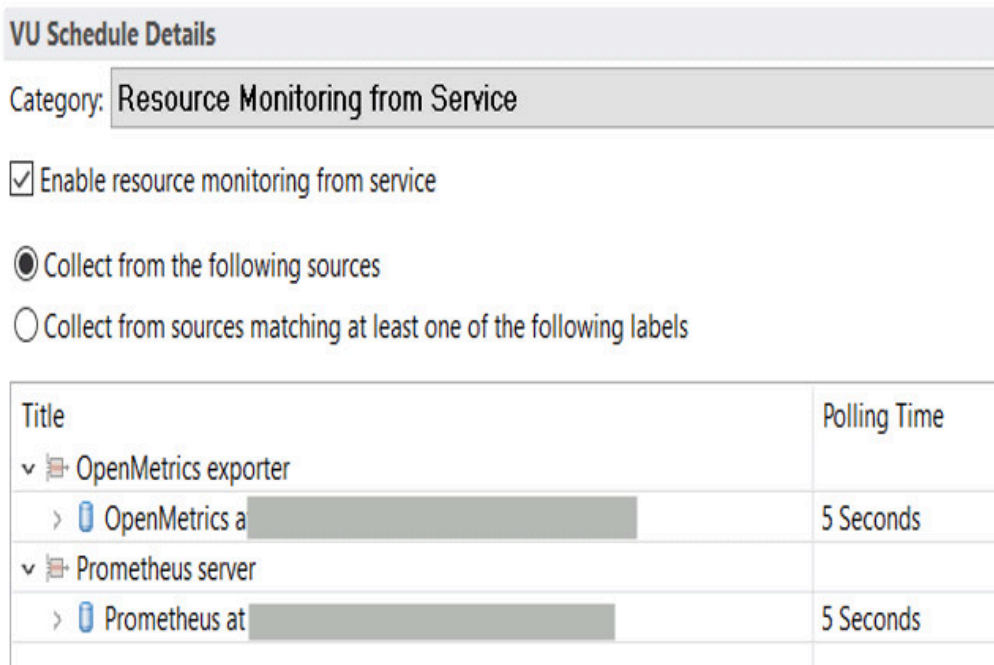 VU Schedule Details
Category: Resource Monitoring from Service
Enable resource monitoring from service
Collect from the following sources
Collect from sources matching at least one of the following labels
Title Polling Time
OpenMetrics exporter
OpenMetrics a 5 Seconds
Prometheus server
Prometheus at 5 Seconds